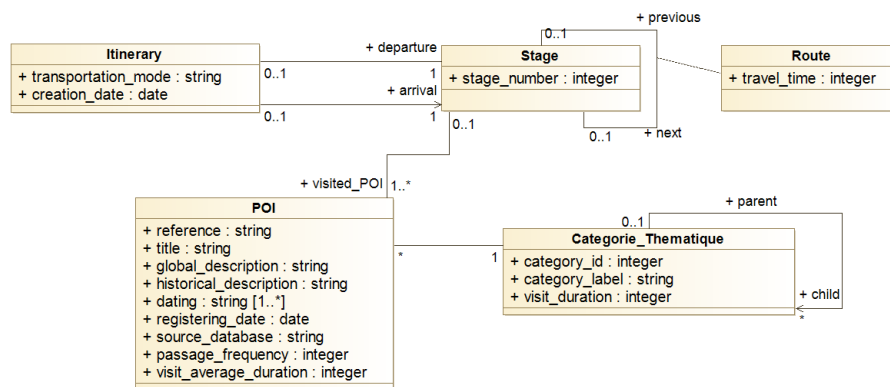 + previous
Itinerary
+ transportation_mode : string
+ creation_date : date
+ departure
0..1
1
+ arrival
0..1
1
0..1
Stage
+ stage_number : integer
0..1
0..1
+ next
Route
+ travel_time : integer
+ visited_POI
1..*
POI
+ reference : string
+ title : string
+ global_description : string
+ historical_description : string
+ dating : string [1..*]
+ registering_date : date
+ source_database : string
+ passage_frequency : integer
+ visit_average_duration : integer
*
1
+ parent
0..1
Categorie_Thematique
+ category_id : integer
+ category_label : string
+ visit_duration : integer
+ child
*